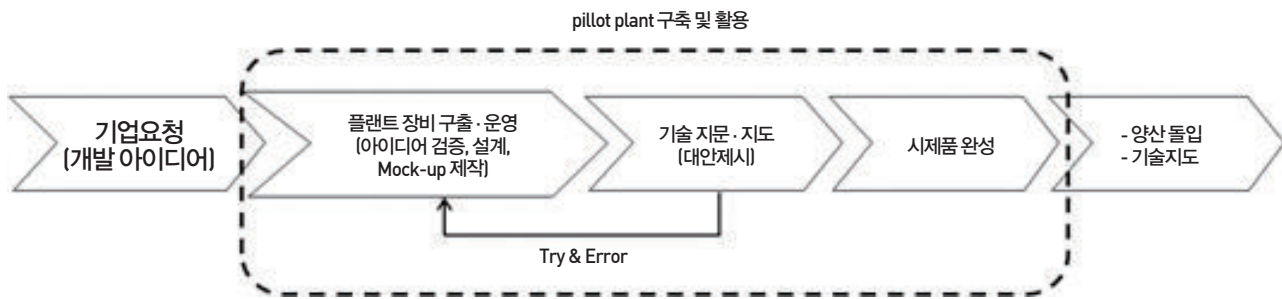 pillot plant 구축 및 활용
기업요청
(개발 아이디어)
플랜트 장비 구출 · 운영
(아이디어 검증, 설계,
Mock-up 제작)
기술 지문 · 지도
(대안제시)
시제품 완성
- 양산 돌입
- 기술지도
Try & Error